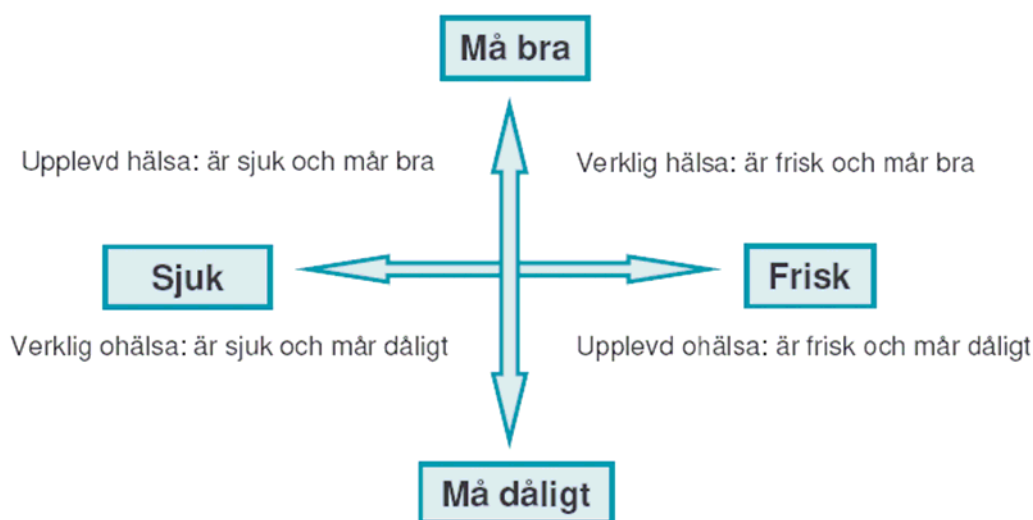 Må bra
Upplevd hälsa: är sjuk och mår bra
Verklig hälsa: är frisk och mår bra
Sjuk
Frisk
Verklig ohälsa: är sjuk och mår dåligt
Upplevd ohälsa: är frisk och mår dåligt
Må dåligt